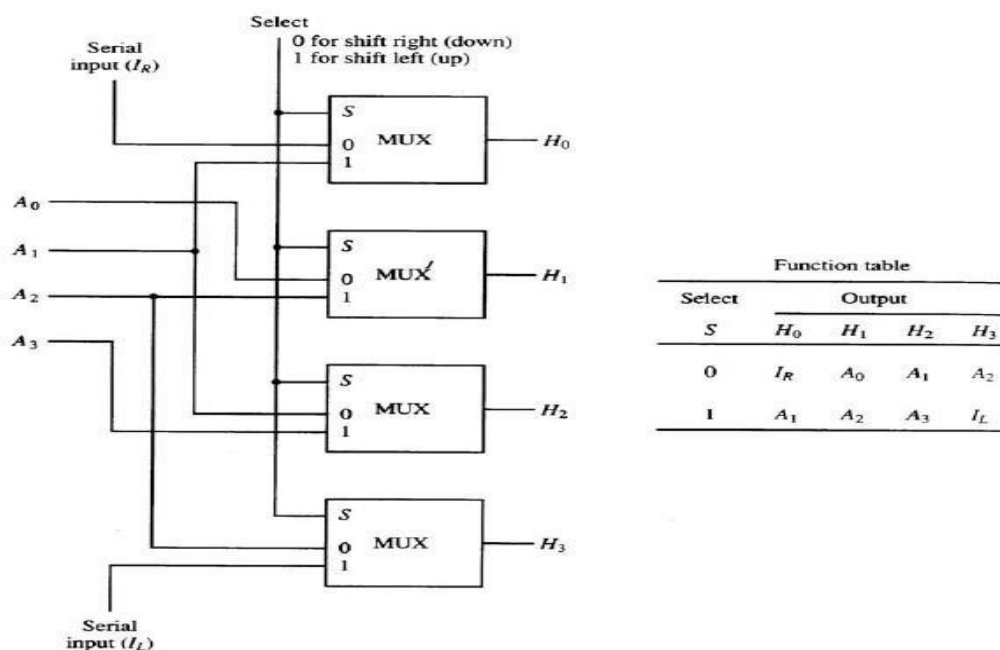 Select
0 for shift right (down)
1 for shift left (up)
Serial
input (I_R)
S
0
1
MUX
H_0
A_0
A_1
A_2
A_3
S
0
1
MUX
H_1
S
0
1
MUX
H_2
S
0
1
MUX
H_3
Serial
input (I_L)
Function table
Select Output
S H_0 H_1 H_2 H_3
0 I_R A_0 A_1 A_2
1 A_1 A_2 A_3 I_L